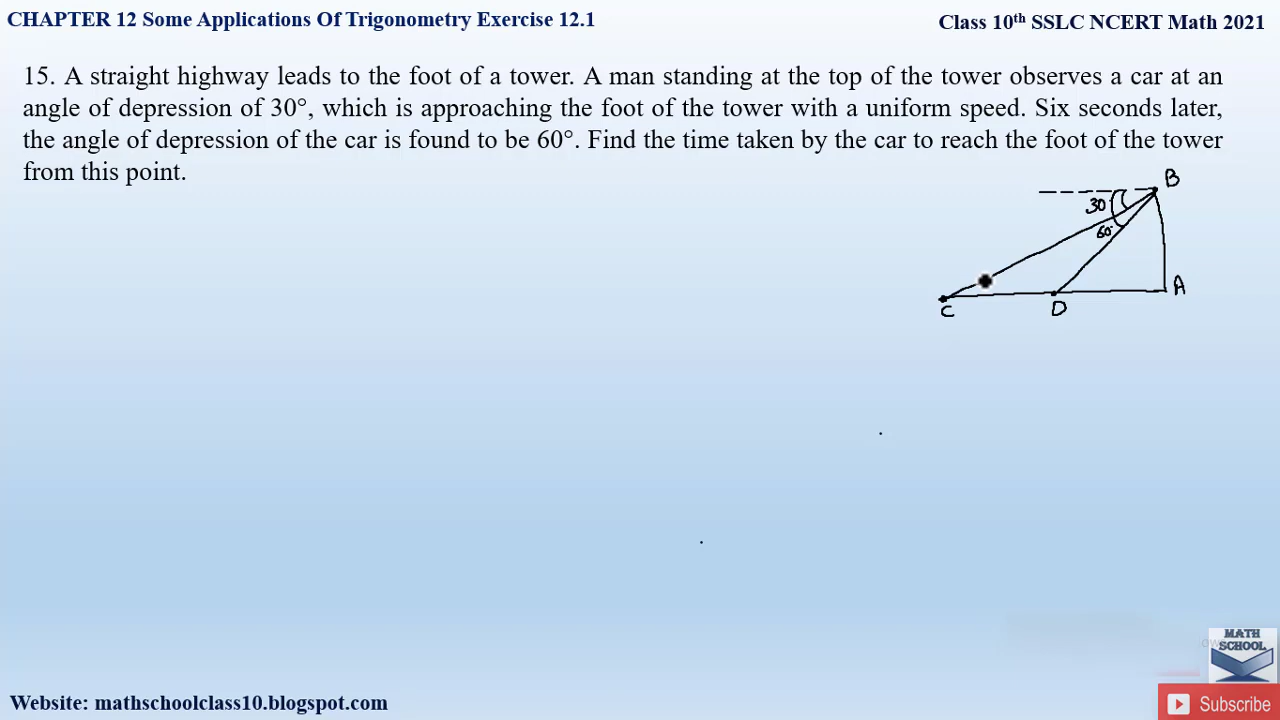 CHAPTER 12 Some Applications Of Trigonometry Exercise 12.1
Class 10th SSLC NCERT Math 2021
15. A straight highway leads to the foot of a tower. A man standing at the top of the tower observes a car at an
angle of depression of 30°, which is approaching the foot of the tower with a uniform speed. Six seconds later,
the angle of depression of the car is found to be 60°. Find the time taken by the car to reach the foot of the tower
from this point.
B
30
60°
A
C
D
MATH
SCHOOL
Website: mathschoolclass10.blogspot.com
Subscribe